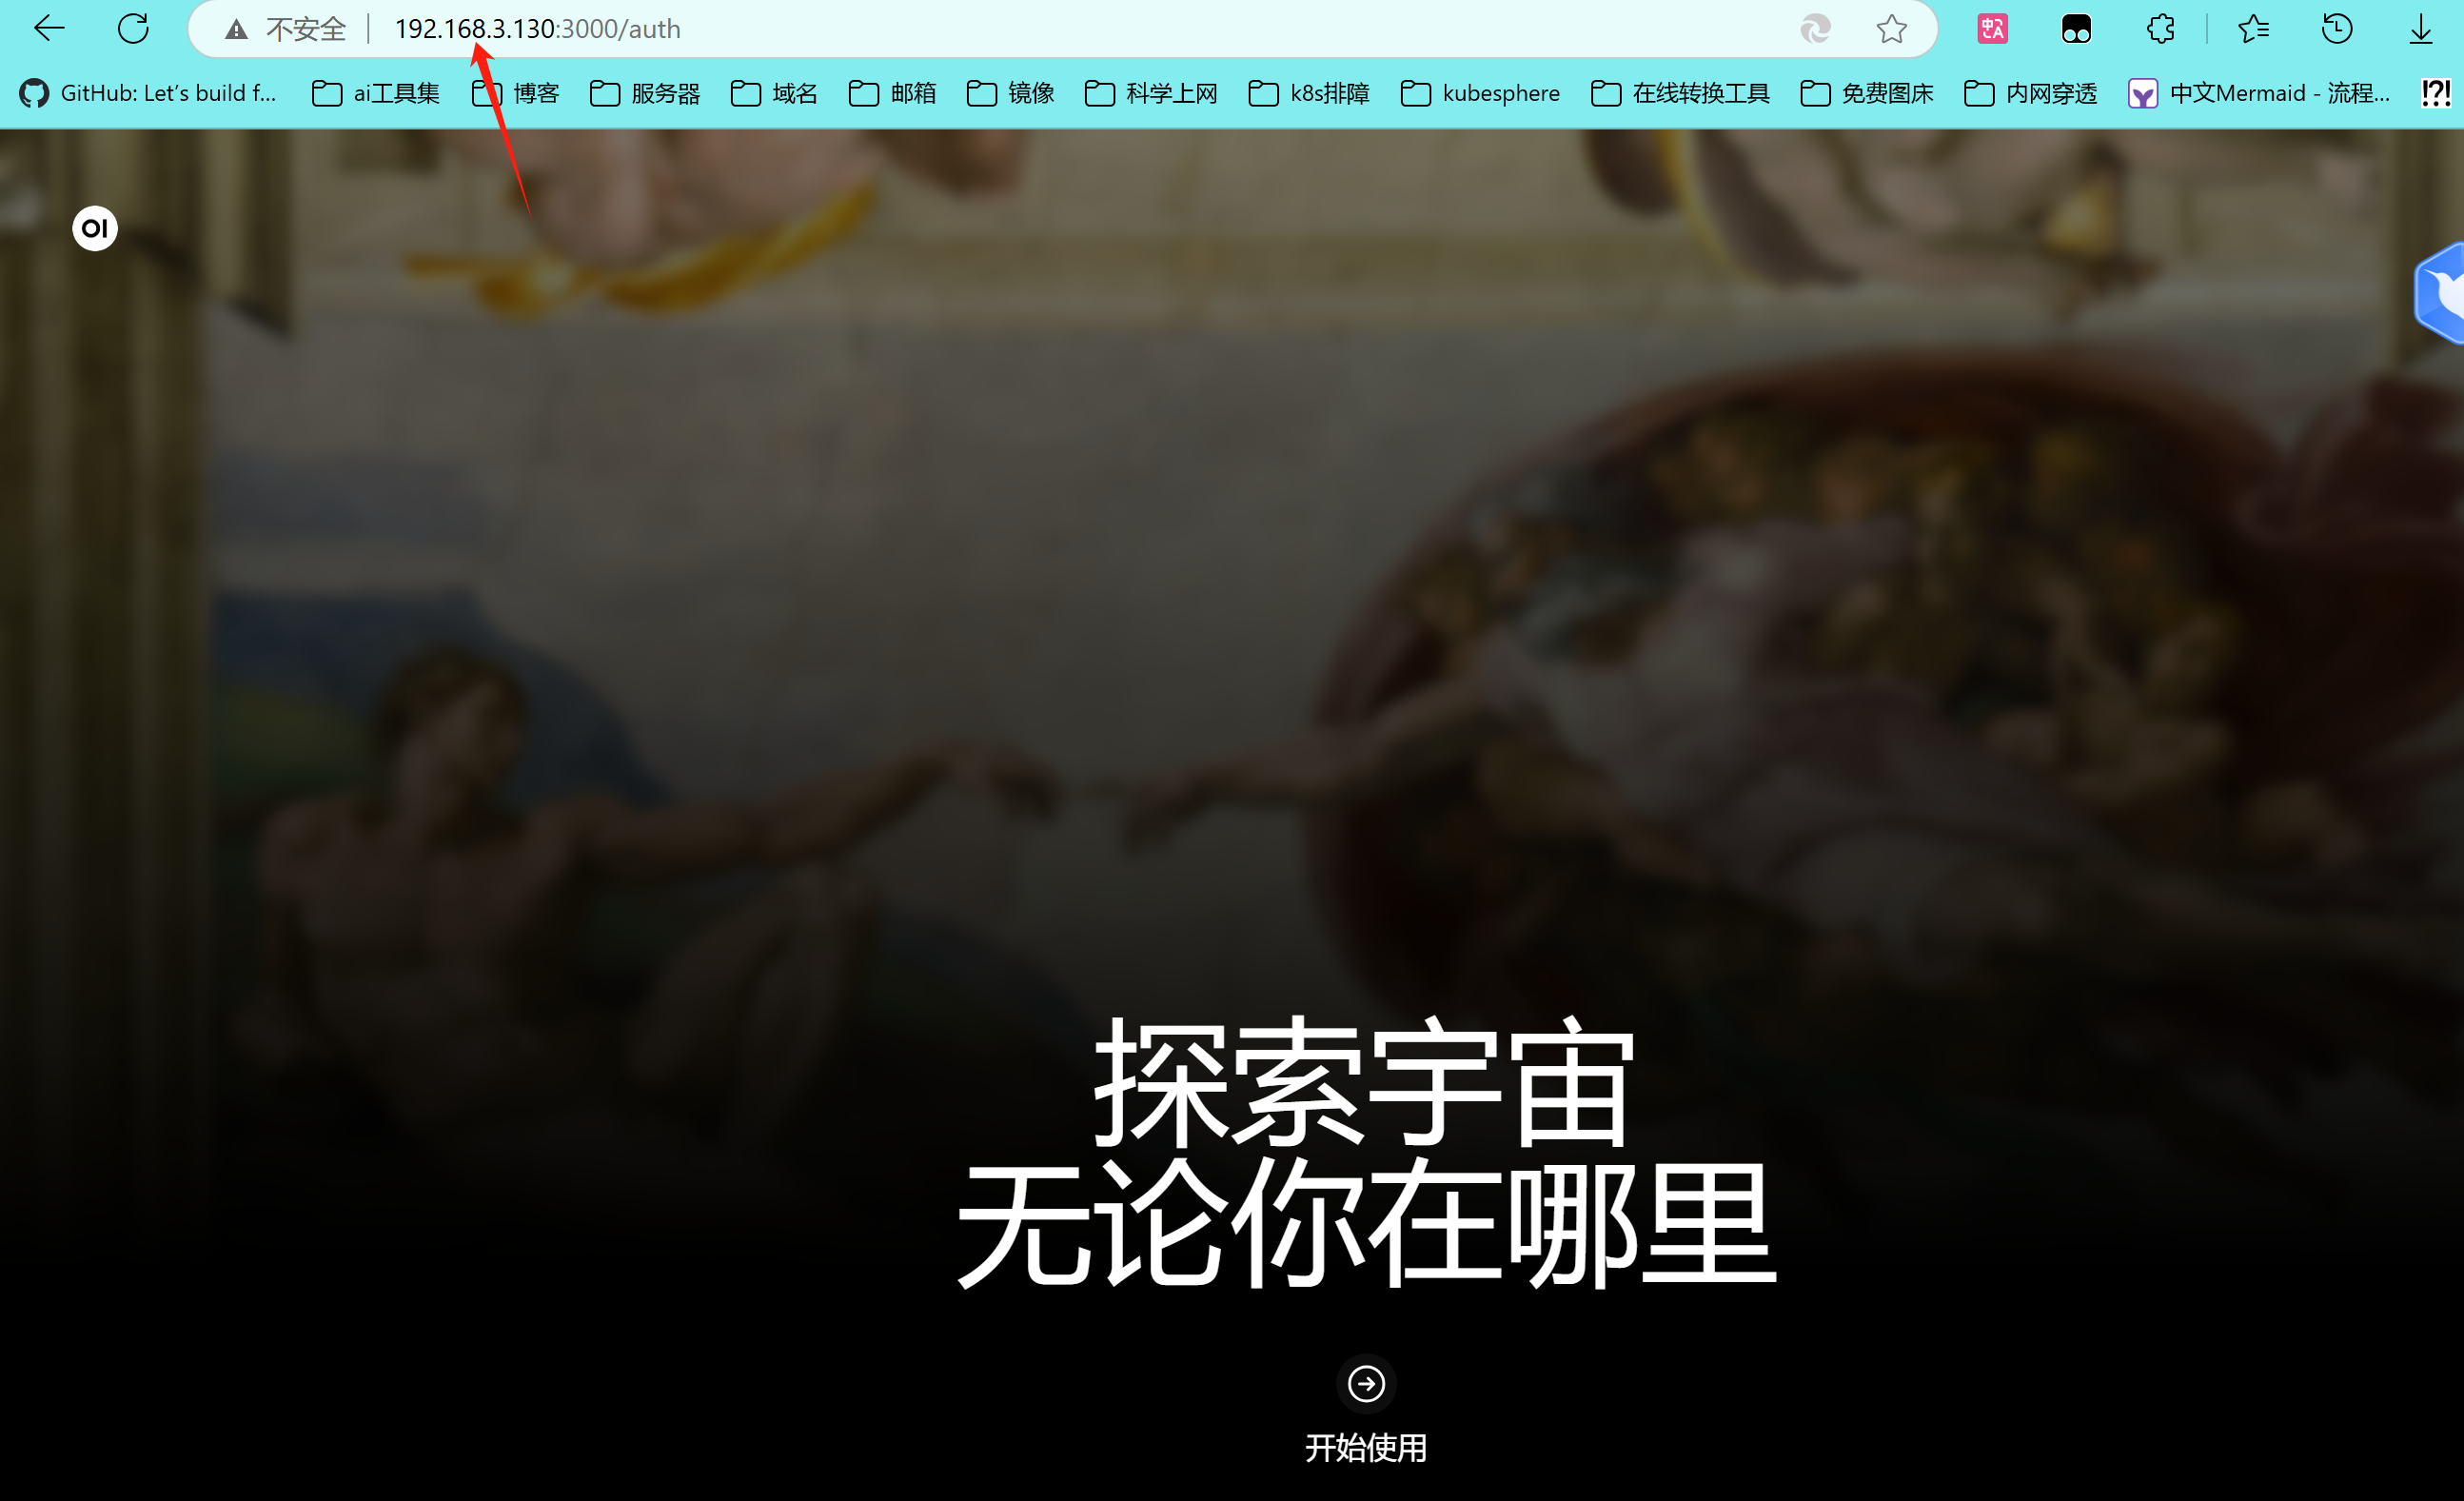 不安全 192.168.3.130:3000/auth
GitHub: Let's build f... ai工具集 博客 服务器 域名 邮箱 镜像 科学上网 k8s排障 kubesphere 在线转换工具 免费图床 内网穿透 中文Mermaid - 流程...
OI
探索宇宙
无论你在哪里
开始使用